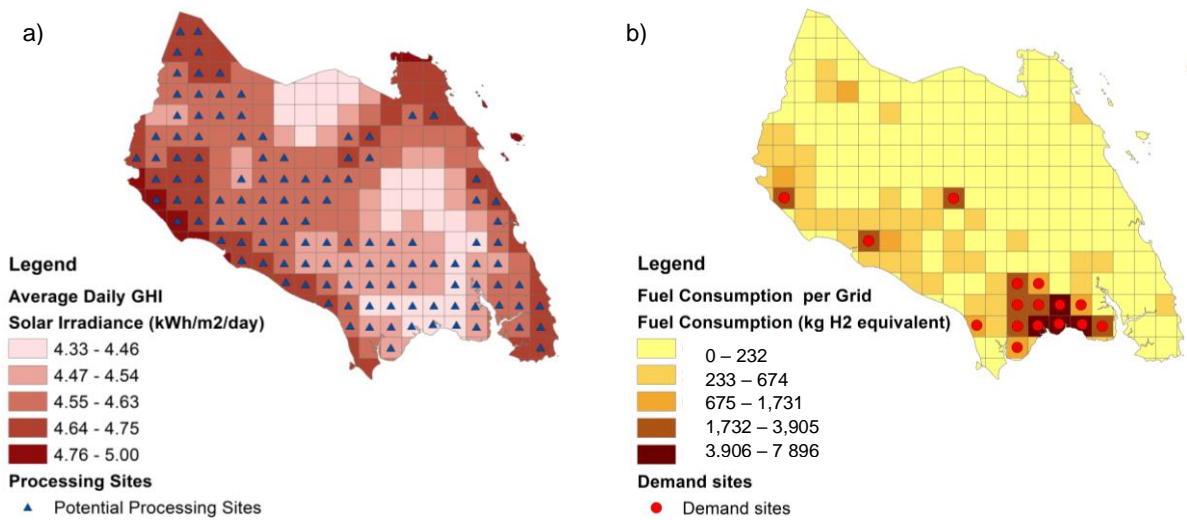 a)
Legend
Average Daily GHI
Solar Irradiance (kWh/m2/day)
4.33 - 4.46
4.47 - 4.54
4.55 - 4.63
4.64 - 4.75
4.76 - 5.00
Processing Sites
Potential Processing Sites
b)
Legend
Fuel Consumption per Grid
Fuel Consumption (kg H2 equivalent)
0 – 232
233 – 674
675 – 1,731
1,732 – 3,905
3.906 – 7 896
Demand sites
Demand sites